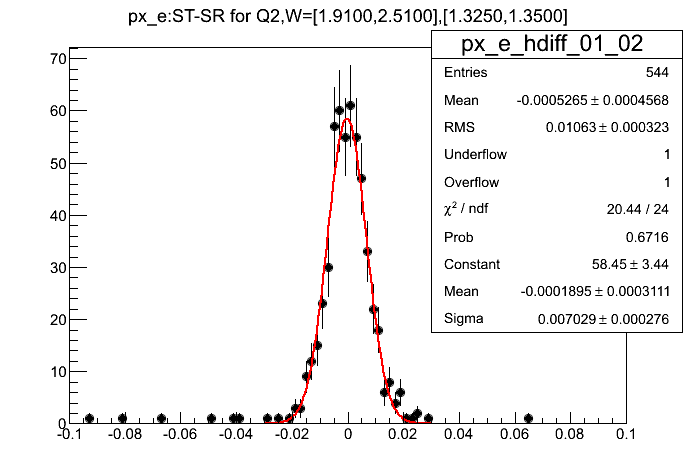 px_e:ST-SR for Q2,W=[1.9100,2.5100],[1.3250,1.3500]
px_e_hdiff_01_02
Entries 544
Mean -0.0005265 ± 0.0004568
RMS 0.01063 ± 0.000323
Underflow 1
Overflow 1
χ² / ndf 20.44 / 24
Prob 0.6716
Constant 58.45 ± 3.44
Mean -0.0001895 ± 0.0003111
Sigma 0.007029 ± 0.000276
70
60
50
40
30
20
10
0
-0.1 -0.08 -0.06 -0.04 -0.02 0 0.02 0.04 0.06 0.08 0.1